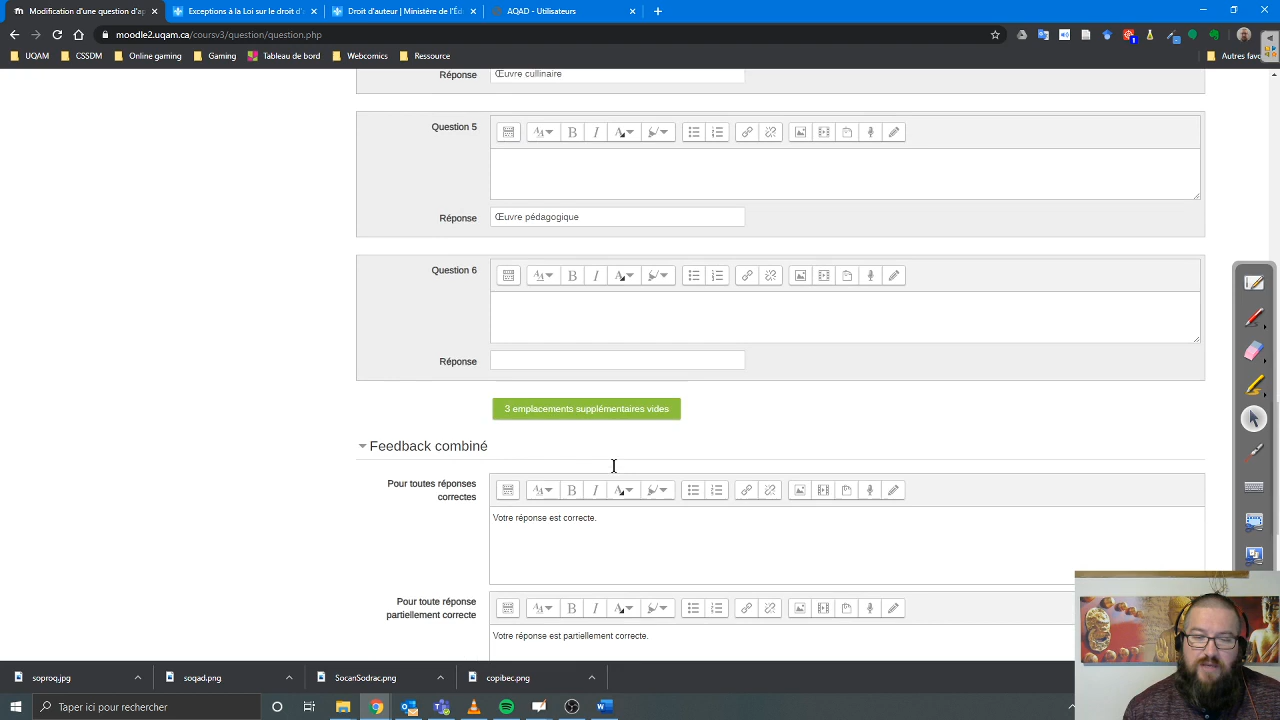 Modification d'une question d'ap
Exceptions à la Loi sur le droit d'
Droit d'auteur | Ministère de l'Éd
AQAD - Utilisateurs
moodle2.uqam.ca/coursv3/question/question.php
UQAM
CSSDM
Online gaming
Gaming
Tableau de bord
Webcomics
Ressource
Autres favo
Réponse
Œuvre cullinaire
Question 5
Réponse
Œuvre pédagogique
Question 6
Réponse
3 emplacements supplémentaires vides
Feedback combiné
Pour toutes réponses
correctes
Votre réponse est correcte.
Pour toute réponse
partiellement correcte
Votre réponse est partiellement correcte.
soproq.jpg
soqad.png
SocanSodrac.png
copibec.png
Taper ici pour rechercher